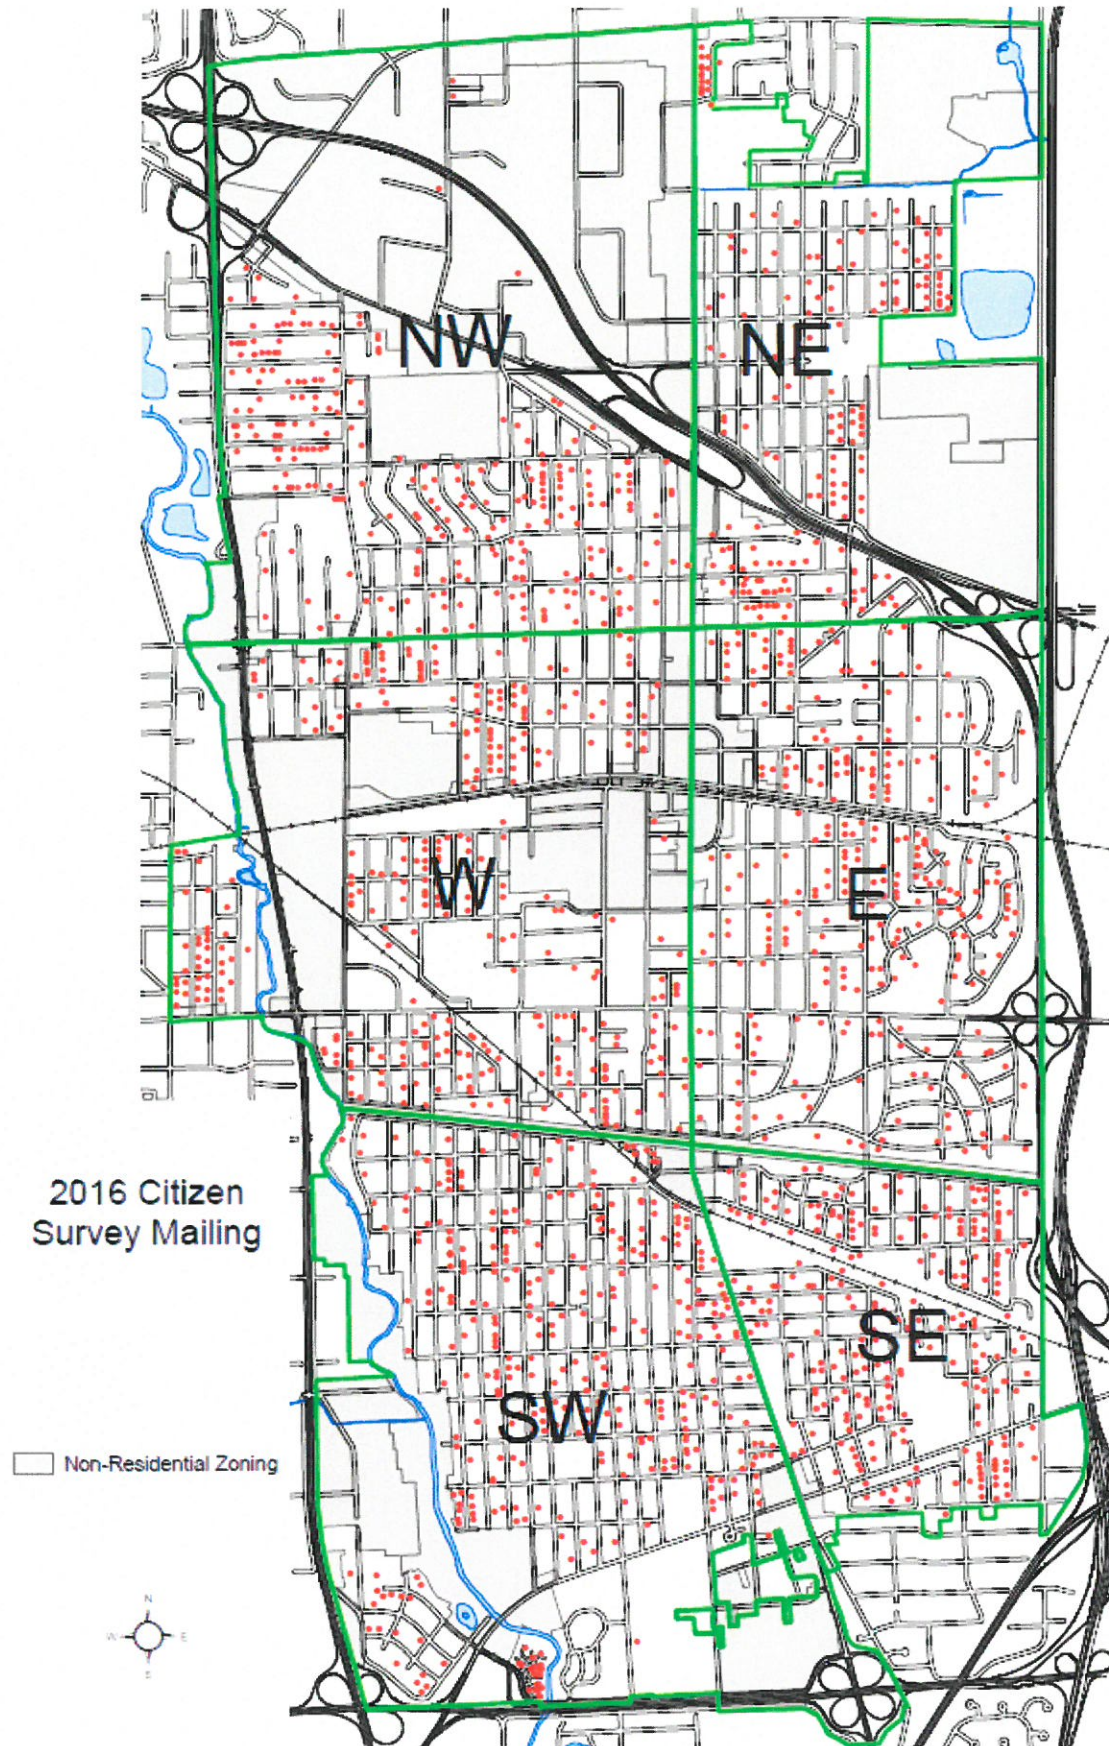 NW
NE
W
E
2016 Citizen
Survey Mailing
SE
SW
Non-Residential Zoning
N
W
E
S